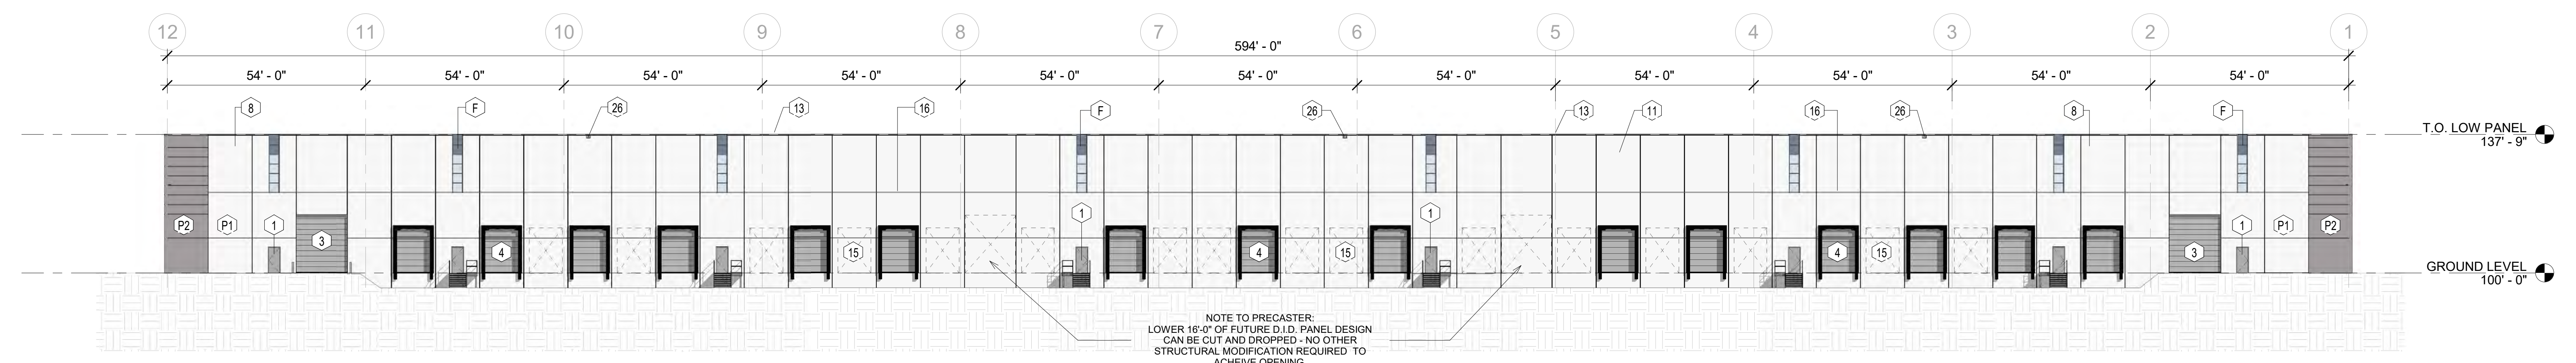 12 11 10 9 8 7 6 5 4 3 2 1
594' - 0"
54' - 0" 54' - 0" 54' - 0" 54' - 0" 54' - 0" 54' - 0" 54' - 0" 54' - 0" 54' - 0" 54' - 0" 54' - 0"
8 F 26 13 16 F 26 13 11 16 26 8 F
T.O. LOW PANEL
137' - 9"
P2 P1 1 3 1 1 1 P1 P2
4 15 4 15 4 15 3
GROUND LEVEL
100' - 0"
NOTE TO PRECASTER:
LOWER 16'-0" OF FUTURE D.I.D. PANEL DESIGN
CAN BE CUT AND DROPPED - NO OTHER
STRUCTURAL MODIFICATION REQUIRED TO
ACHEIVE OPENING